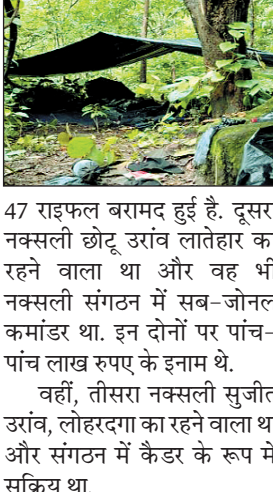 47 राइफल बरामद हुई है. दूसरा
नक्सली छोटू उरांव लातेहार का
रहने वाला था और वह भी
नक्सली संगठन में सब-जोनल
कमांडर था. इन दोनों पर पांच-
पांच लाख रुपए के इनाम थे.
वहीं, तीसरा नक्सली सुजीत
उरांव, लोहरदगा का रहने वाला था
और संगठन में कैडर के रूप में
सक्रिय था.